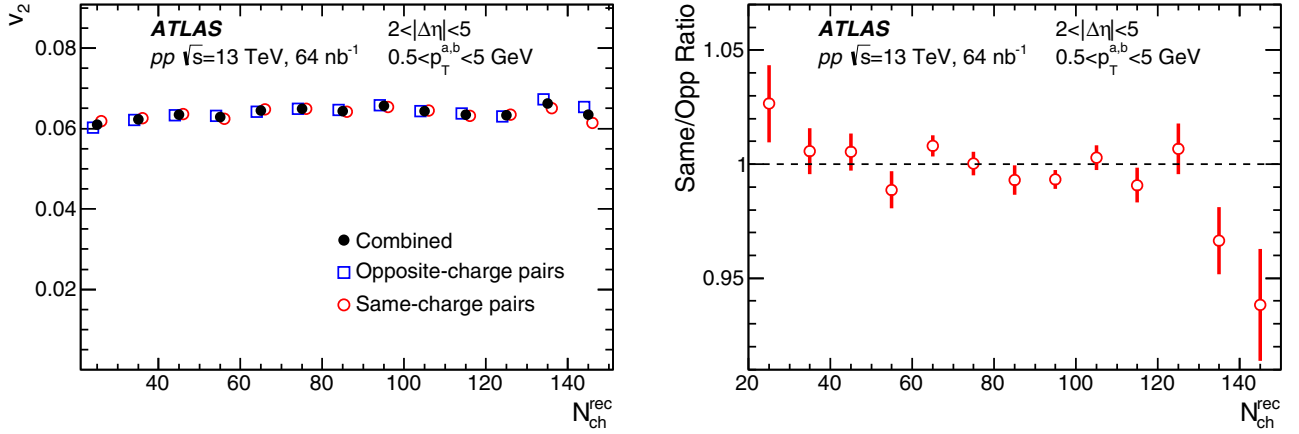 v2
ATLAS
2<|Δη|<5
pp √s=13 TeV, 64 nb-1
0.5<pTa,b<5 GeV
0.08
0.06
0.04
0.02
Combined
Opposite-charge pairs
Same-charge pairs
40 60 80 100 120 140
Nchrec
Same/Opp Ratio
ATLAS
2<|Δη|<5
pp √s=13 TeV, 64 nb-1
0.5<pTa,b<5 GeV
1.05
1
0.95
20 40 60 80 100 120 140
Nchrec